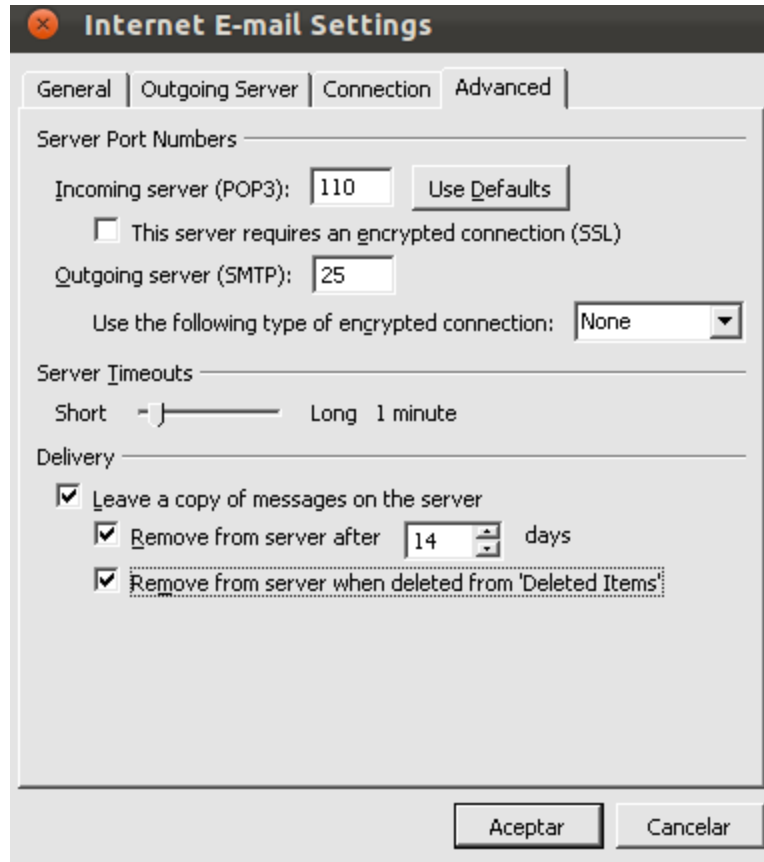 Internet E-mail Settings
General Outgoing Server Connection Advanced
Server Port Numbers
Incoming server (POP3): 110 Use Defaults
This server requires an encrypted connection (SSL)
Outgoing server (SMTP): 25
Use the following type of encrypted connection: None
Server Timeouts
Short Long 1 minute
Delivery
Leave a copy of messages on the server
Remove from server after 14 days
Remove from server when deleted from 'Deleted Items'
Aceptar Cancelar